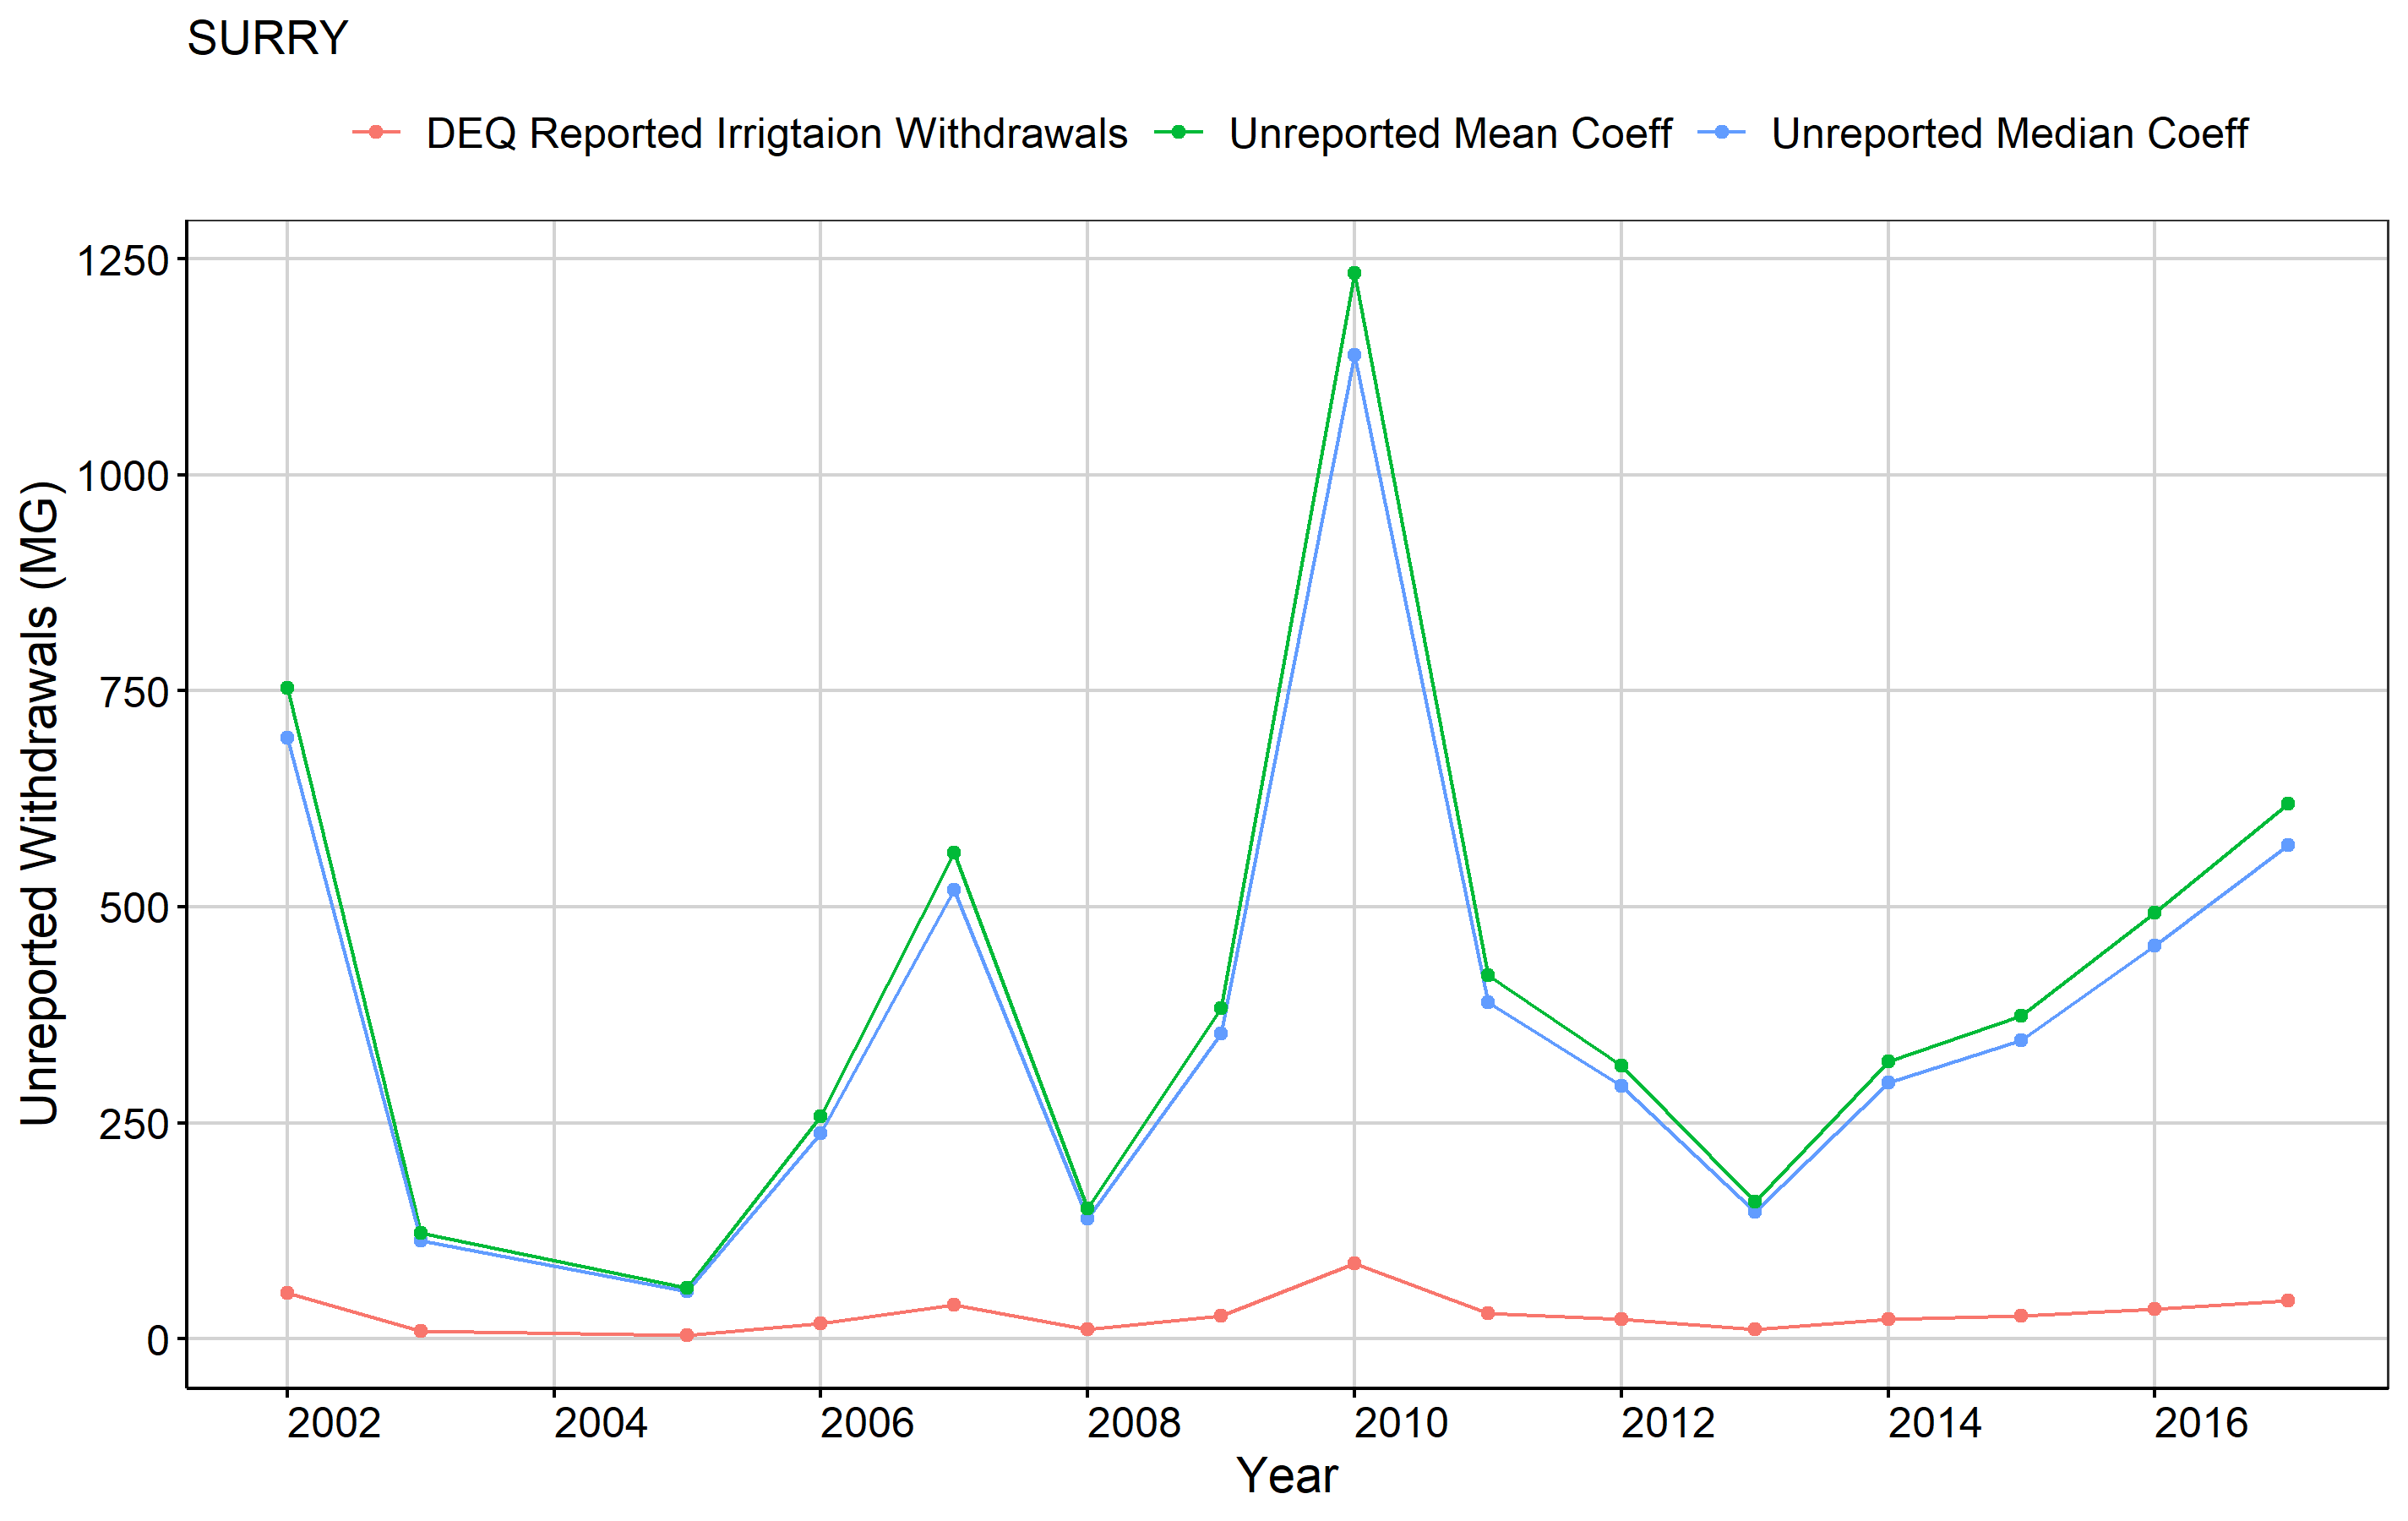 SURRY
DEQ Reported Irrigtaion Withdrawals Unreported Mean Coeff Unreported Median Coeff
Unreported Withdrawals (MG)
1250
1000
750
500
250
0
2002 2004 2006 2008 2010 2012 2014 2016
Year